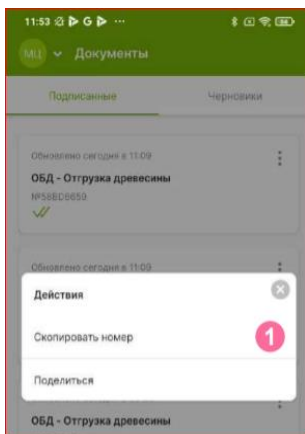 11:53
МЦ Документы
Подписанные Черновики
Обновлено сегодня в 11:09
ОБД - Отгрузка древесины
№58BD6659
Обновлено сегодня в 11:09
Действия
Скопировать номер 1
Поделиться
ОБД - Отгрузка древесины